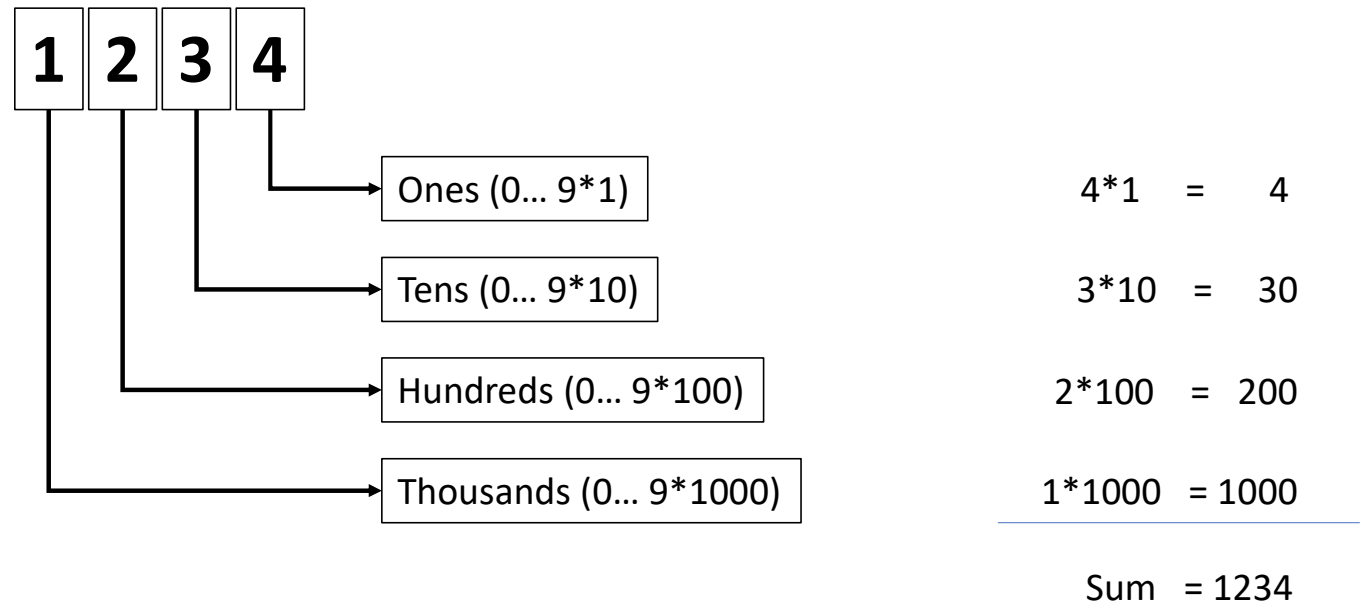 1 2 3 4
Ones (0... 9*1) 4*1 = 4
Tens (0... 9*10) 3*10 = 30
Hundreds (0... 9*100) 2*100 = 200
Thousands (0... 9*1000) 1*1000 = 1000
Sum = 1234